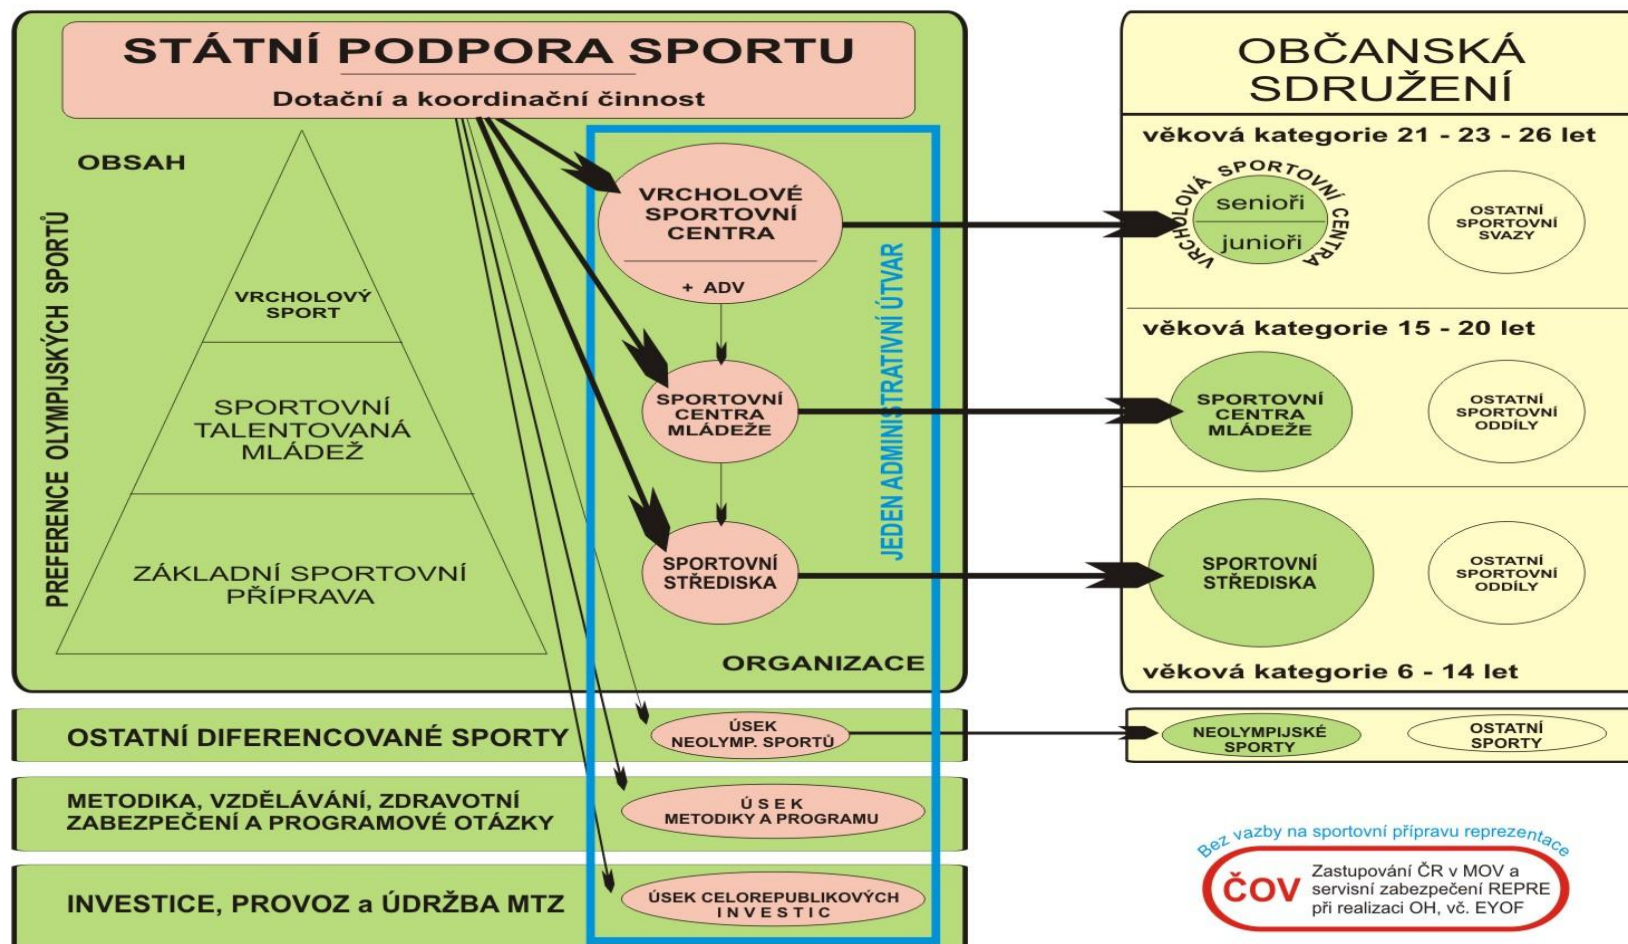 STÁTNÍ PODPORA SPORTU
Dotační a koordinační činnost
OBSAH
PREFERENCE OLYMPIJSKÝCH SPORTŮ
VRCHOLOVÝ
SPORT
SPORTOVNÍ
TALENTOVANÁ
MLÁDEŽ
ZÁKLADNÍ SPORTOVNÍ
PŘÍPRAVA
VRCHOLOVÉ
SPORTOVNÍ
CENTRA
+ ADV
SPORTOVNÍ
CENTRA
MLÁDEŽE
SPORTOVNÍ
STŘEDISKA
JEDEN ADMINISTRATIVNÍ ÚTVAR
ORGANIZACE
OBČANSKÁ
SDRUŽENÍ
věková kategorie 21 - 23 - 26 let
VRCHOLOVÁ SPORTOVNÍ CENTRA
senioři
junioři
OSTATNÍ
SPORTOVNÍ
SVAZY
věková kategorie 15 - 20 let
SPORTOVNÍ
CENTRA
MLÁDEŽE
OSTATNÍ
SPORTOVNÍ
ODDÍLY
SPORTOVNÍ
STŘEDISKA
OSTATNÍ
SPORTOVNÍ
ODDÍLY
věková kategorie 6 - 14 let
OSTATNÍ DIFERENCOVANÉ SPORTY
ÚSEK
NEOLYMP. SPORTŮ
NEOLYMPIJSKÉ
SPORTY
OSTATNÍ
SPORTY
METODIKA, VZDĚLÁVÁNÍ, ZDRAVOTNÍ
ZABEZPEČENÍ A PROGRAMOVÉ OTÁZKY
ÚSEK
METODIKY A PROGRAMU
INVESTICE, PROVOZ a ÚDRŽBA MTZ
ÚSEK CELOREPUBLIKOVÝCH
INVESTIC
Bez vazby na sportovní přípravu reprezentace
ČOV
Zastupování ČR v MOV a
servisní zabezpečení REPRE
při realizaci OH, vč. EYOF